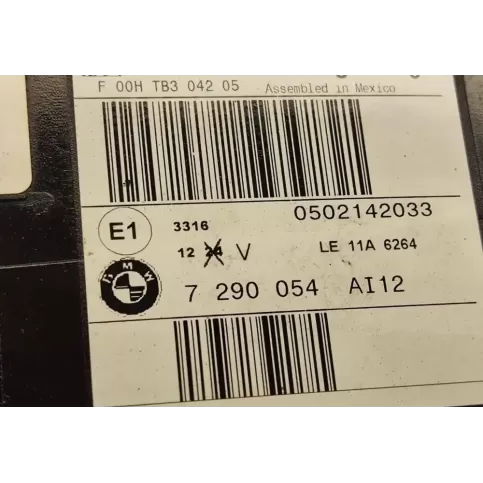 F 00H TB3 042 05 Assembled in Mexico
0502142033
E1 3316
12 24 V LE 11A 6264
BMW 7 290 054 AI12